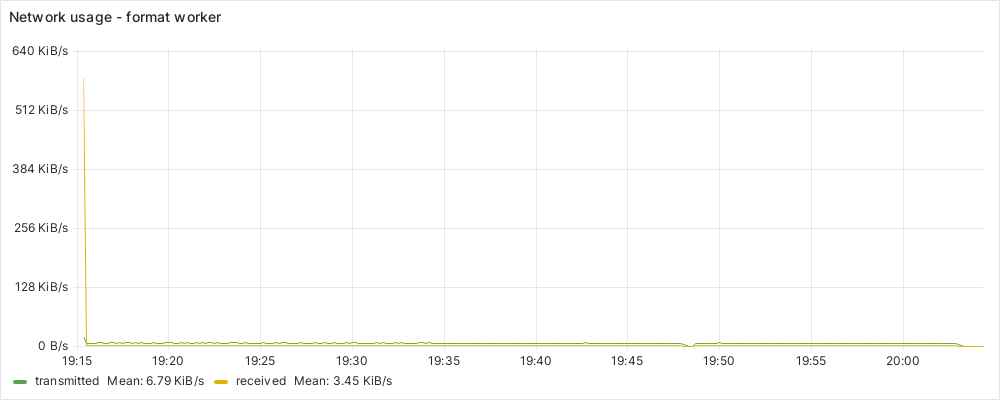 Network usage - format worker
640 KiB/s
512 KiB/s
384 KiB/s
256 KiB/s
128 KiB/s
0 B/s
19:15 19:20 19:25 19:30 19:35 19:40 19:45 19:50 19:55 20:00
transmitted Mean: 6.79 KiB/s received Mean: 3.45 KiB/s